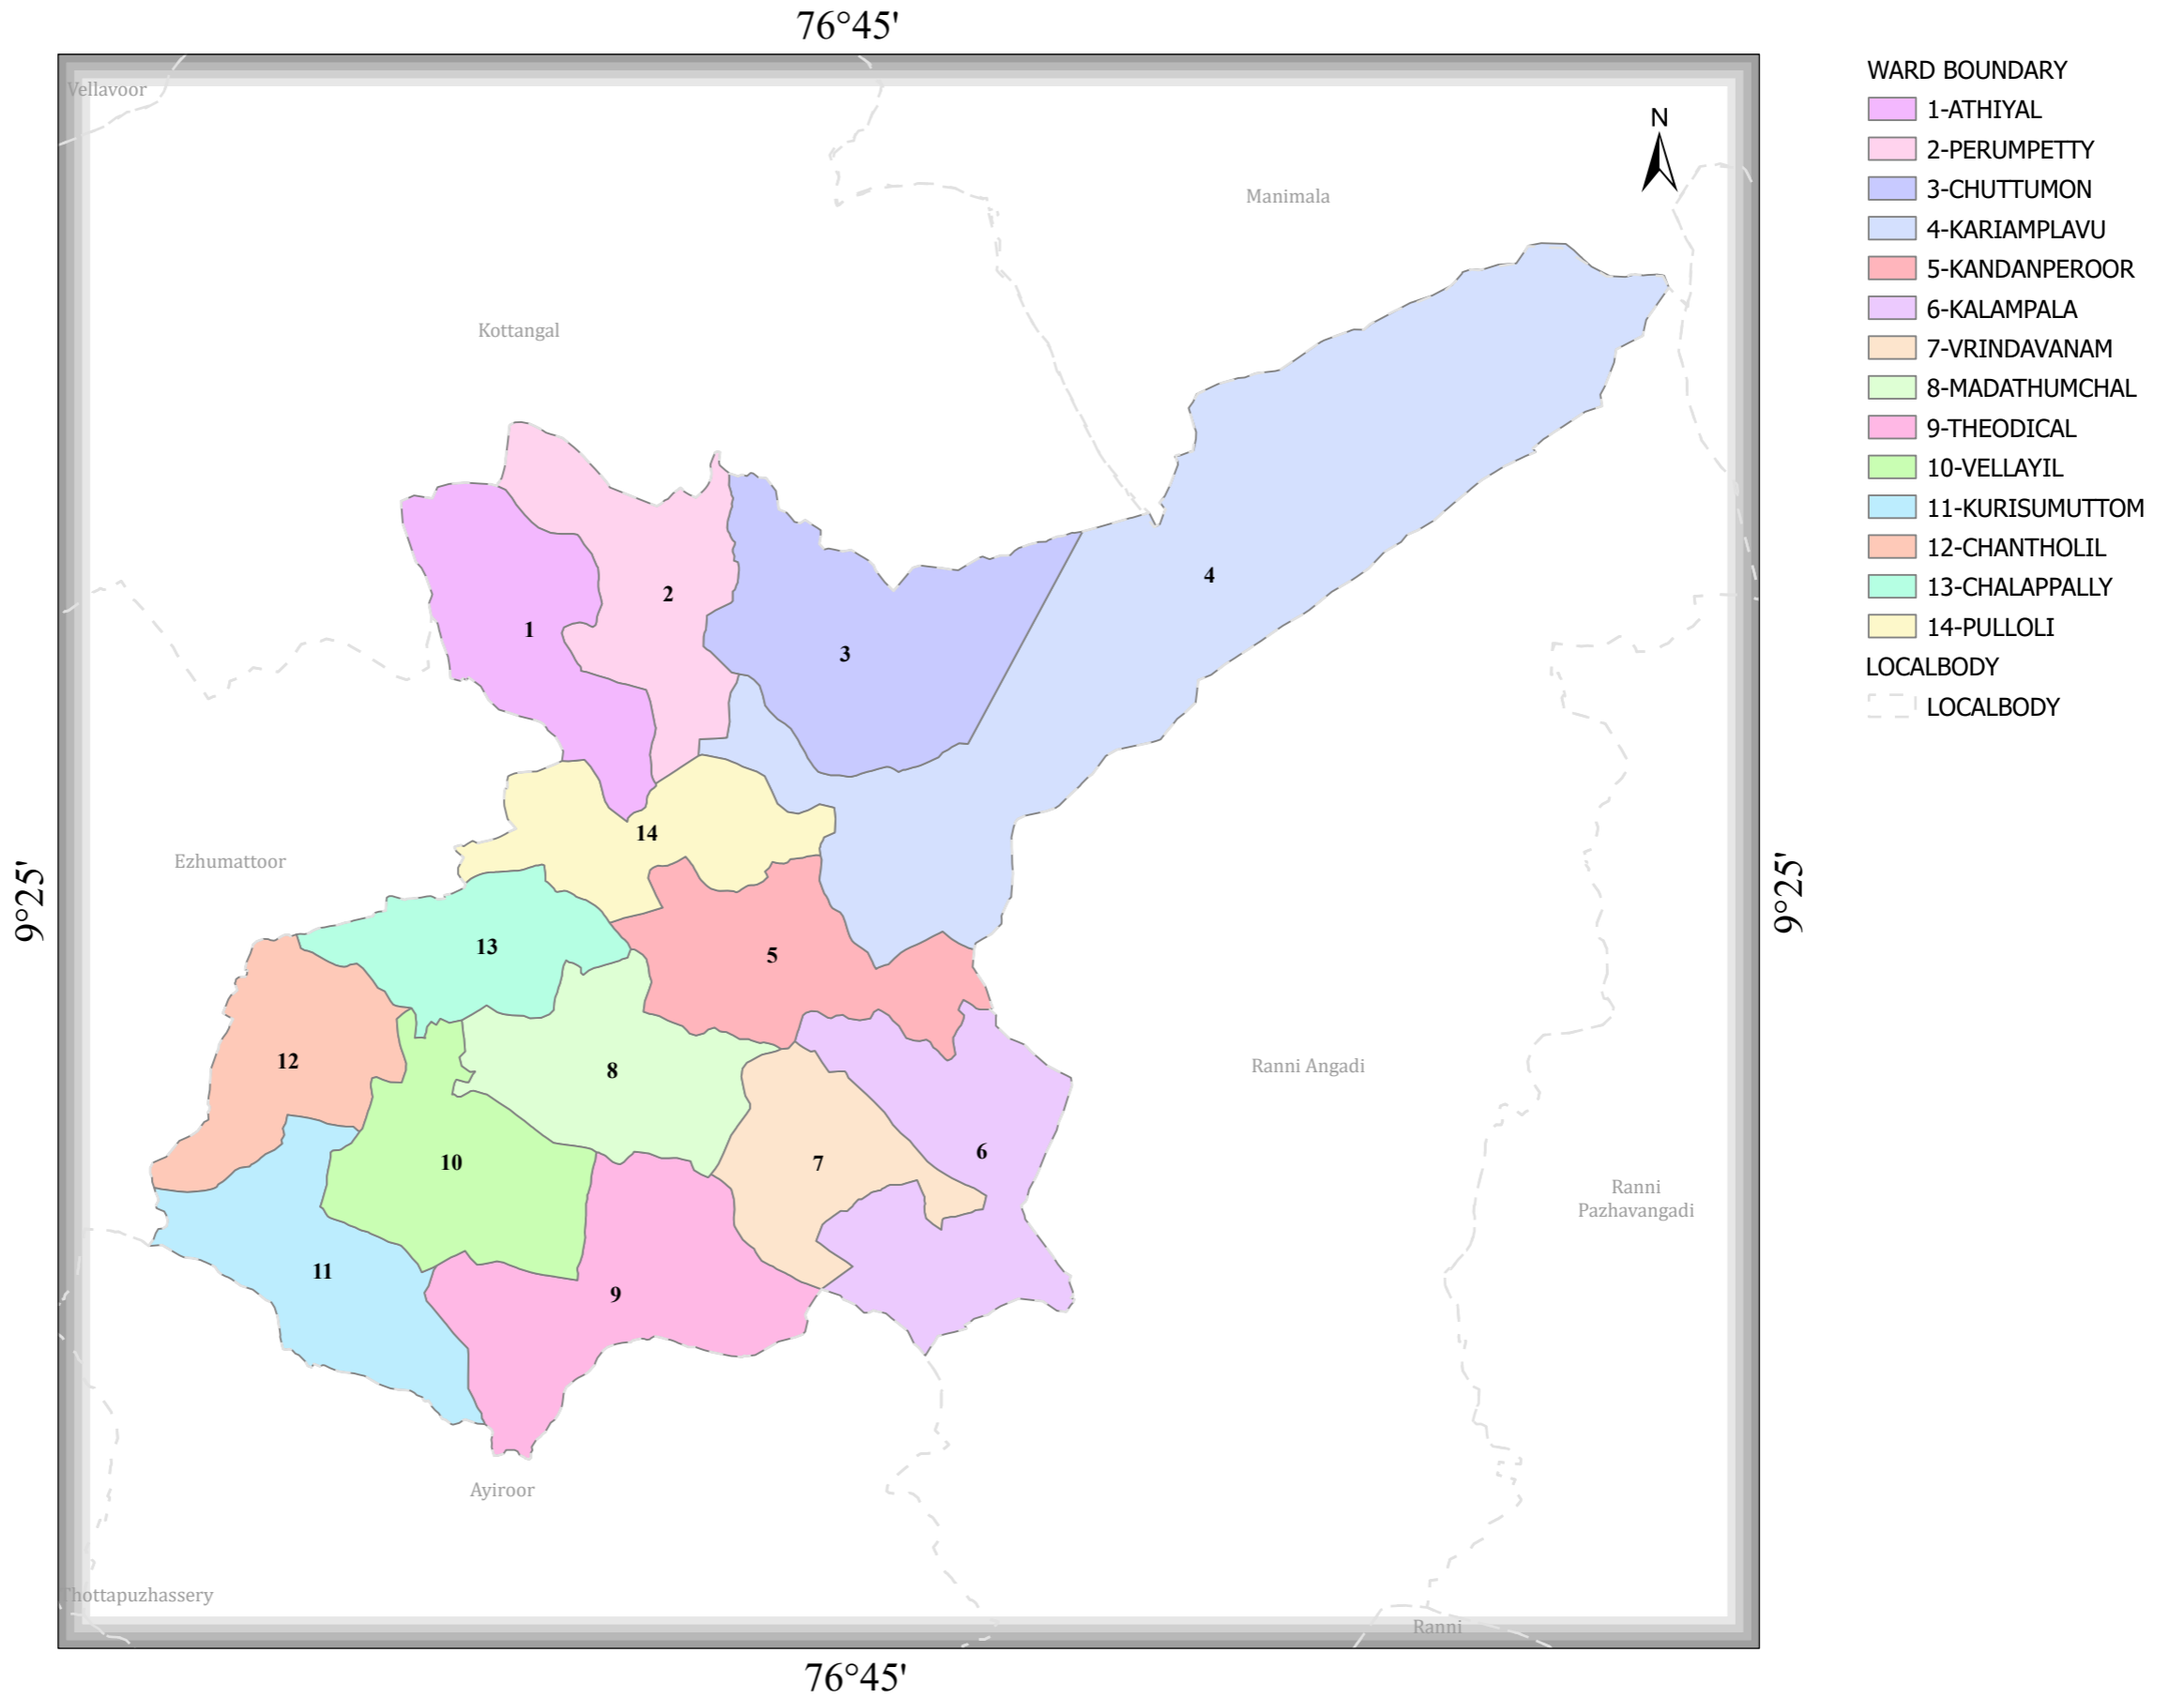 76°45'
Vellavoor
N
Manimala
Kottangal
4
2
1
3
14
Ezhumattoor
9°25'
9°25'
13
5
12
8
Ranni Angadi
10
7
6
Ranni
Pazhavangadi
11
9
Ayiroor
Thottapuzhassery
Ranni
76°45'
WARD BOUNDARY
1-ATHIYAL
2-PERUMPETTY
3-CHUTTUMON
4-KARIAMPLAVU
5-KANDANPEROOR
6-KALAMPALA
7-VRINDAVANAM
8-MADATHUMCHAL
9-THEODICAL
10-VELLAYIL
11-KURISUMUTTOM
12-CHANTHOLIL
13-CHALAPPALLY
14-PULLOLI
LOCALBODY
LOCALBODY